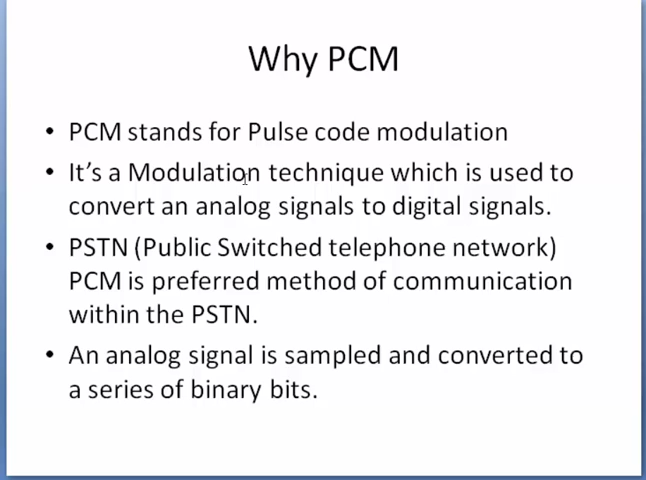 Why PCM
• PCM stands for Pulse code modulation
• It's a Modulation technique which is used to
convert an analog signals to digital signals.
• PSTN (Public Switched telephone network)
PCM is preferred method of communication
within the PSTN.
• An analog signal is sampled and converted to
a series of binary bits.